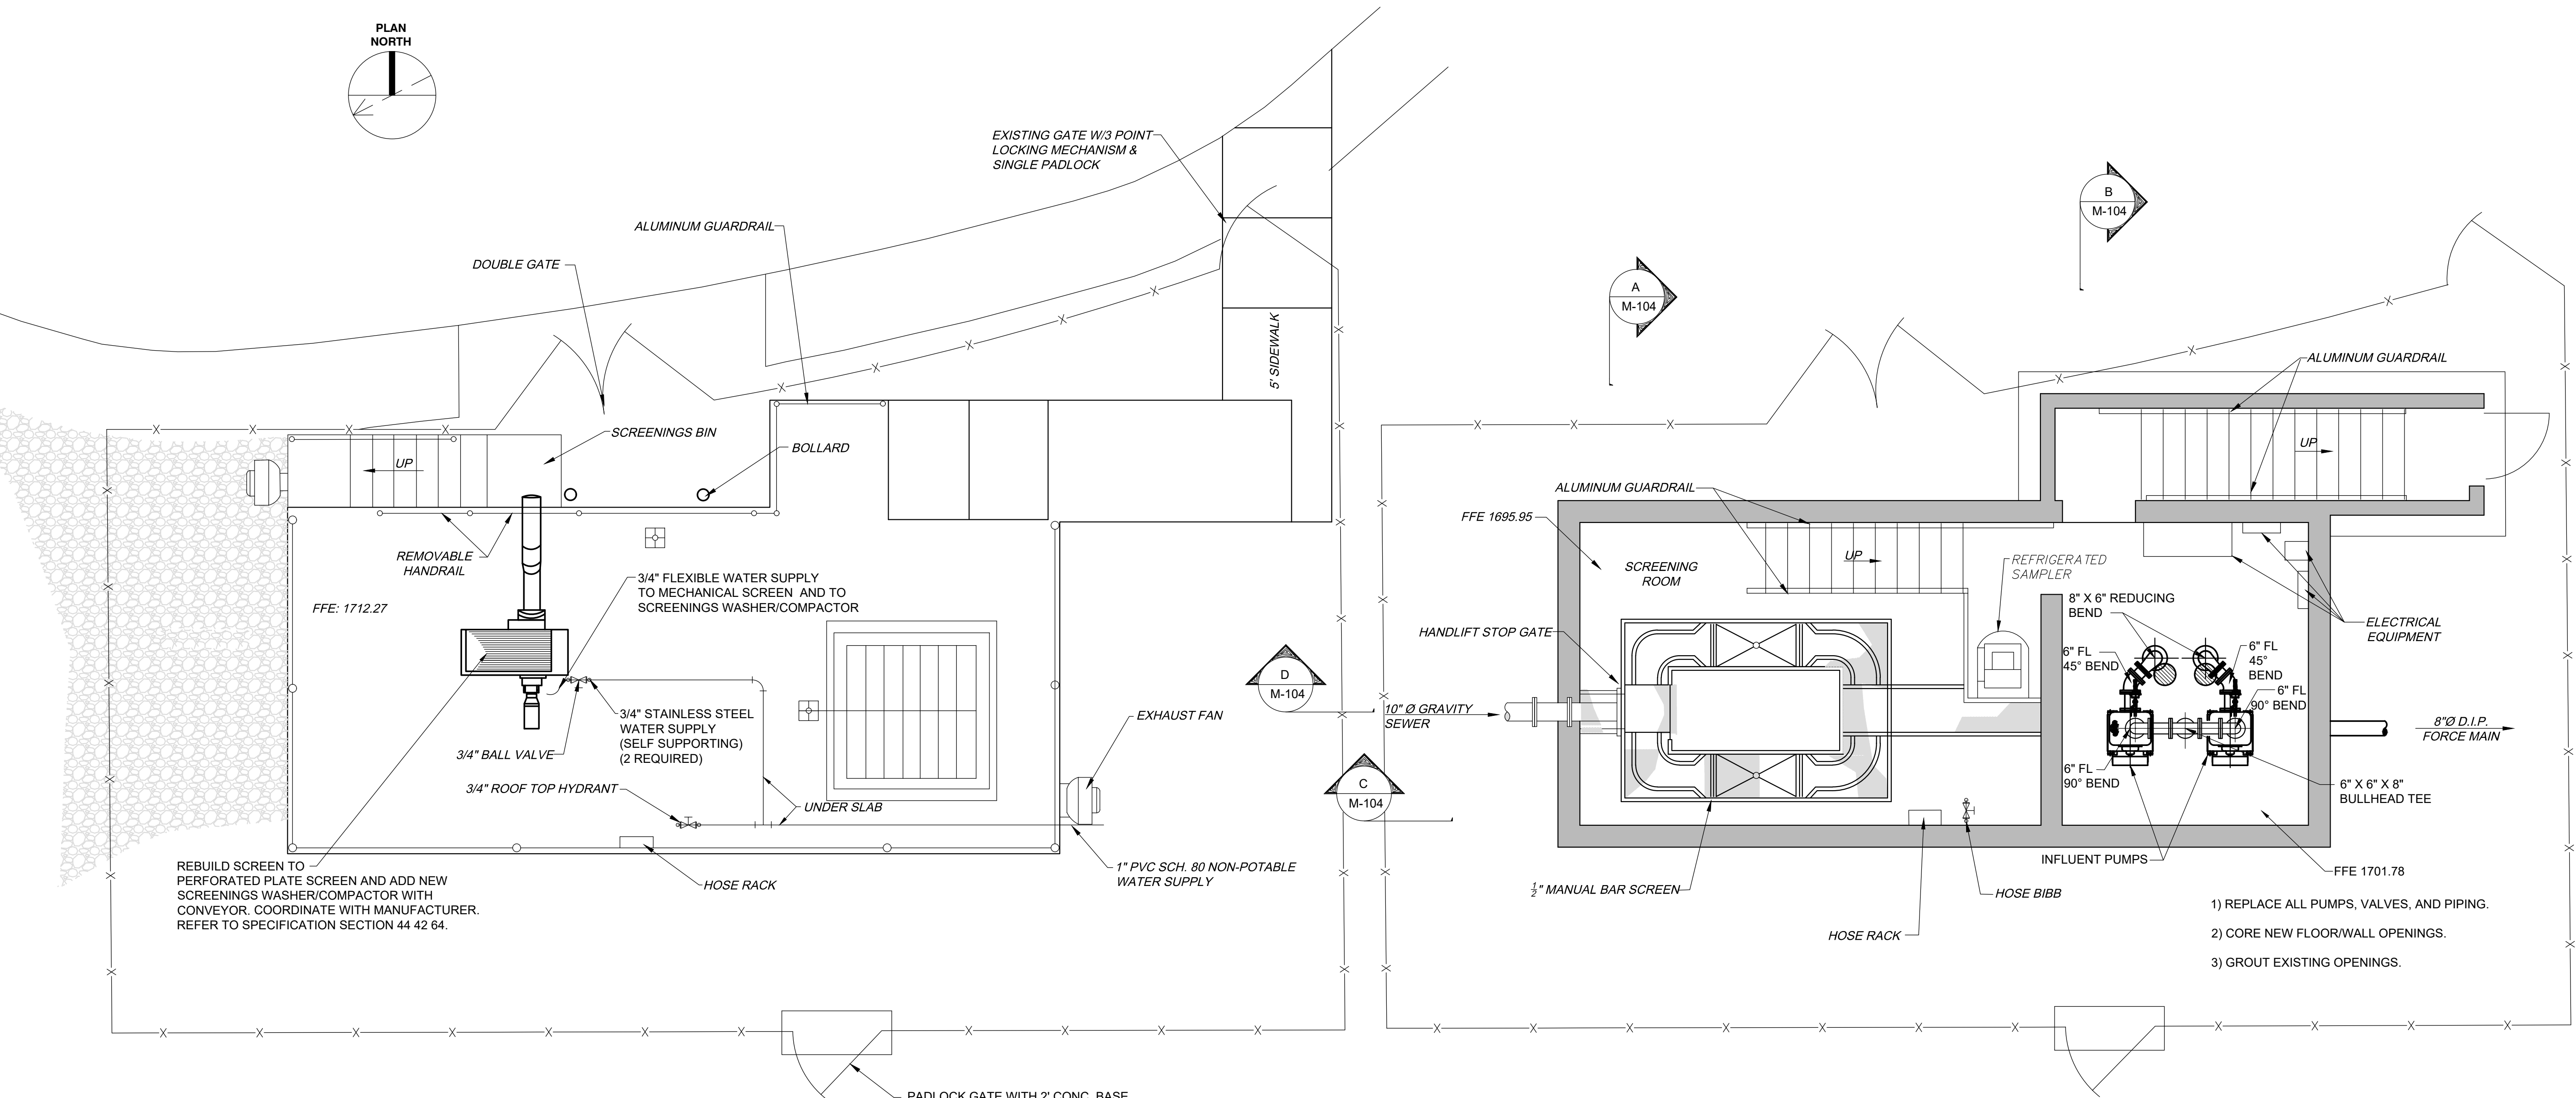 PLAN
NORTH
EXISTING GATE W/3 POINT
LOCKING MECHANISM &
SINGLE PADLOCK
ALUMINUM GUARDRAIL
DOUBLE GATE
5' SIDEWALK
SCREENINGS BIN
BOLLARD
UP
REMOVABLE
HANDRAIL
FFE: 1712.27
3/4" FLEXIBLE WATER SUPPLY
TO MECHANICAL SCREEN AND TO
SCREENINGS WASHER/COMPACTOR
3/4" STAINLESS STEEL
WATER SUPPLY
(SELF SUPPORTING)
(2 REQUIRED)
3/4" BALL VALVE
3/4" ROOF TOP HYDRANT
UNDER SLAB
EXHAUST FAN
REBUILD SCREEN TO
PERFORATED PLATE SCREEN AND ADD NEW
SCREENINGS WASHER/COMPACTOR WITH
CONVEYOR. COORDINATE WITH MANUFACTURER.
REFER TO SPECIFICATION SECTION 44 42 64.
HOSE RACK
1" PVC SCH. 80 NON-POTABLE
WATER SUPPLY
PADLOCK GATE WITH 2' CONC. BASE
D
M-104
C
M-104
A
M-104
B
M-104
ALUMINUM GUARDRAIL
UP
ALUMINUM GUARDRAIL
FFE 1695.95
SCREENING
ROOM
UP
REFRIGERATED
SAMPLER
8" X 6" REDUCING
BEND
ELECTRICAL
EQUIPMENT
HANDLIFT STOP GATE
6" FL
45° BEND
6" FL
45°
BEND
6" FL
90° BEND
10" Ø GRAVITY
SEWER
8"Ø D.I.P.
FORCE MAIN
6" FL
90° BEND
6" X 6" X 8"
BULLHEAD TEE
INFLUENT PUMPS
FFE 1701.78
1/2" MANUAL BAR SCREEN
HOSE BIBB
HOSE RACK
1) REPLACE ALL PUMPS, VALVES, AND PIPING.
2) CORE NEW FLOOR/WALL OPENINGS.
3) GROUT EXISTING OPENINGS.